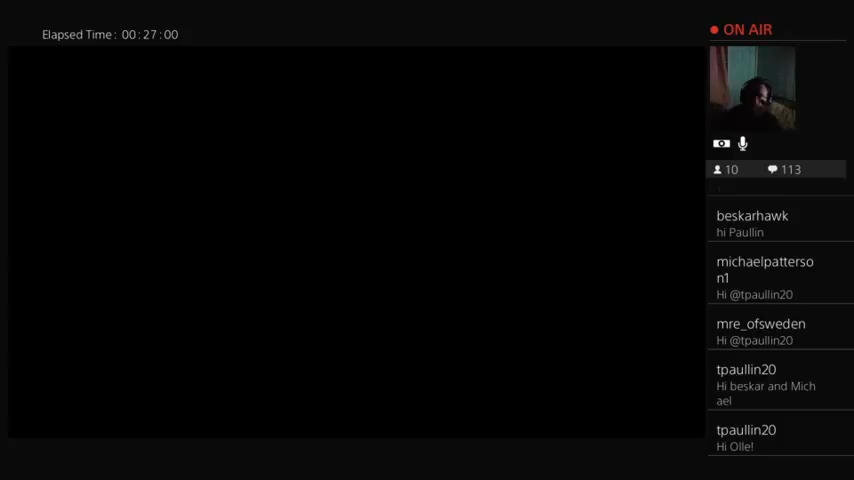 Elapsed Time: 00:27:00
ON AIR
10 113
beskarhawk
hi Paullin
michaelpatterso
n1
Hi @tpaullin20
mre_ofsweden
Hi @tpaullin20
tpaullin20
Hi beskar and Mich
ael
tpaullin20
Hi Olle!